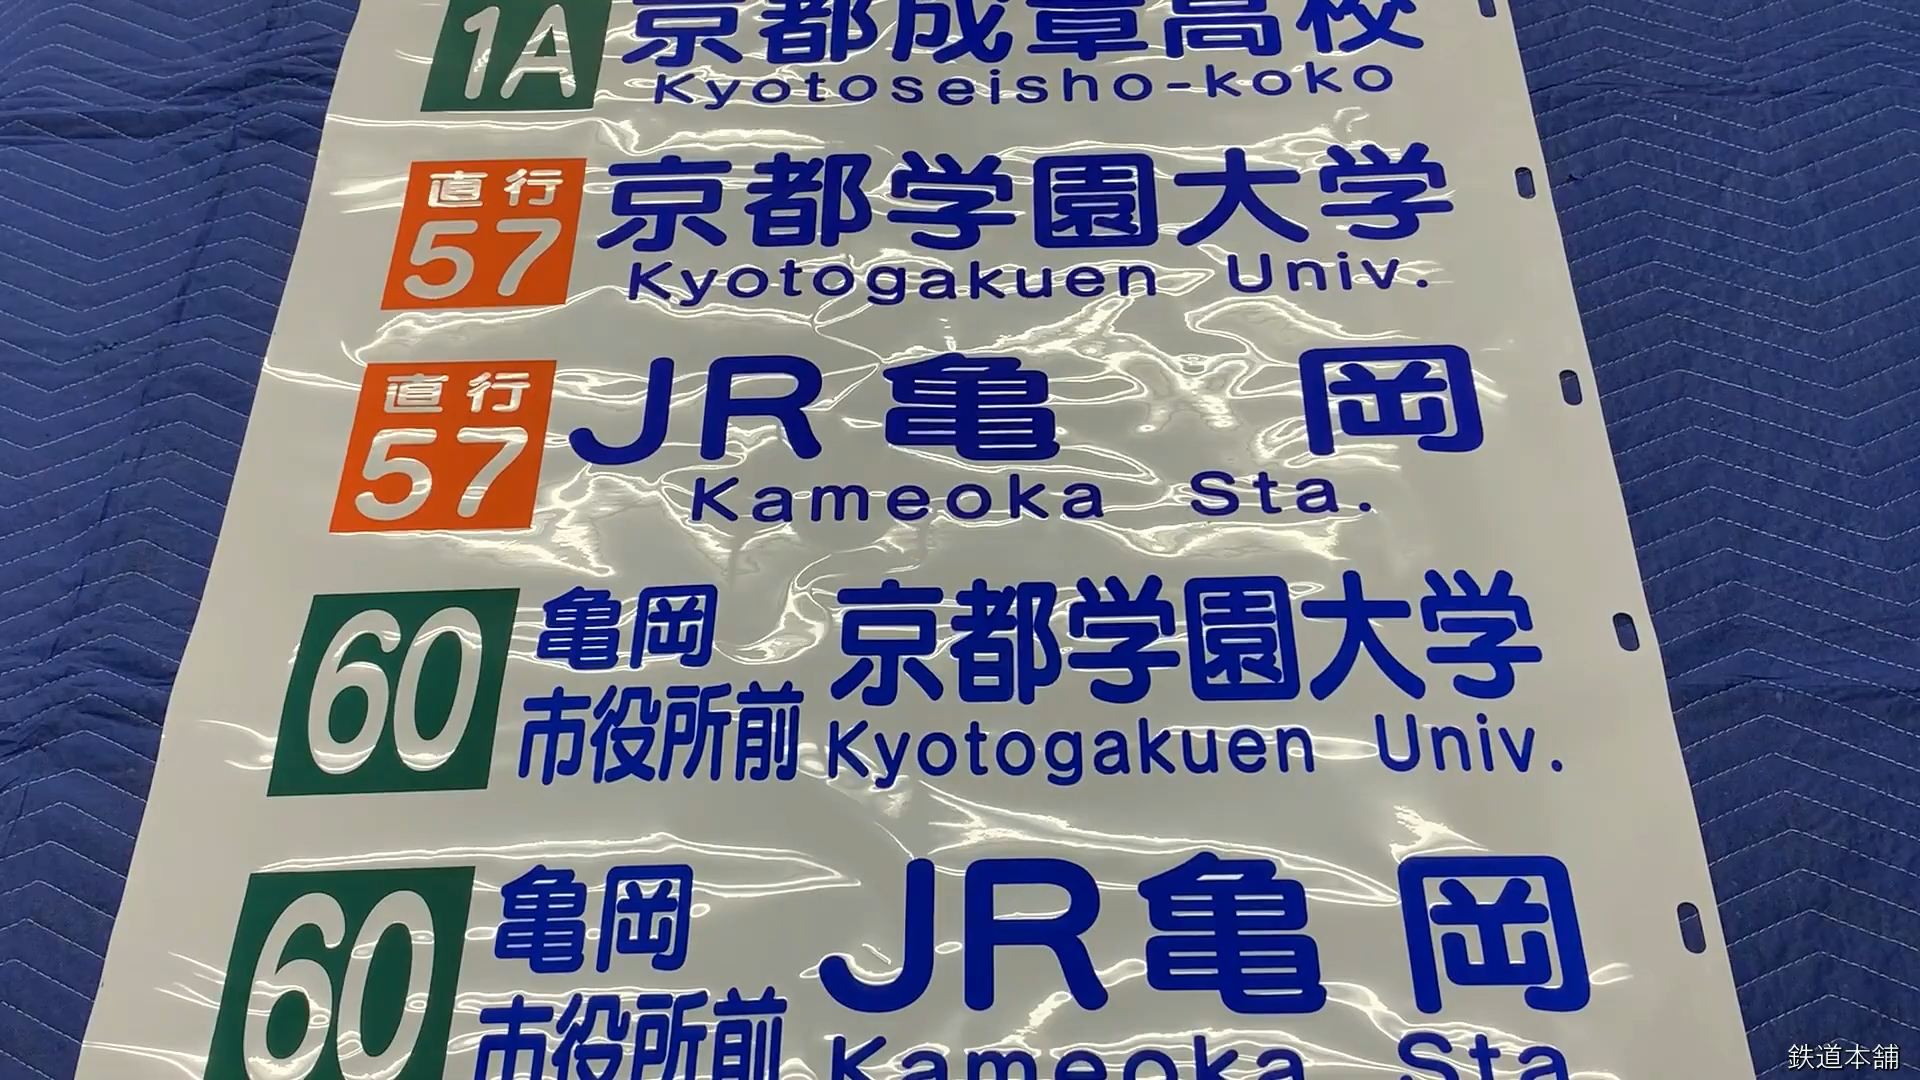 1A 京都成章高校
Kyotoseisho-koko
直行 京都学園大学
57 Kyotogakuen Univ.
直行 JR亀岡
57 Kameoka Sta.
60 亀岡 京都学園大学
市役所前 Kyotogakuen Univ.
60 亀岡 JR亀岡
市役所前 Kameoka Sta
鉄道本舗